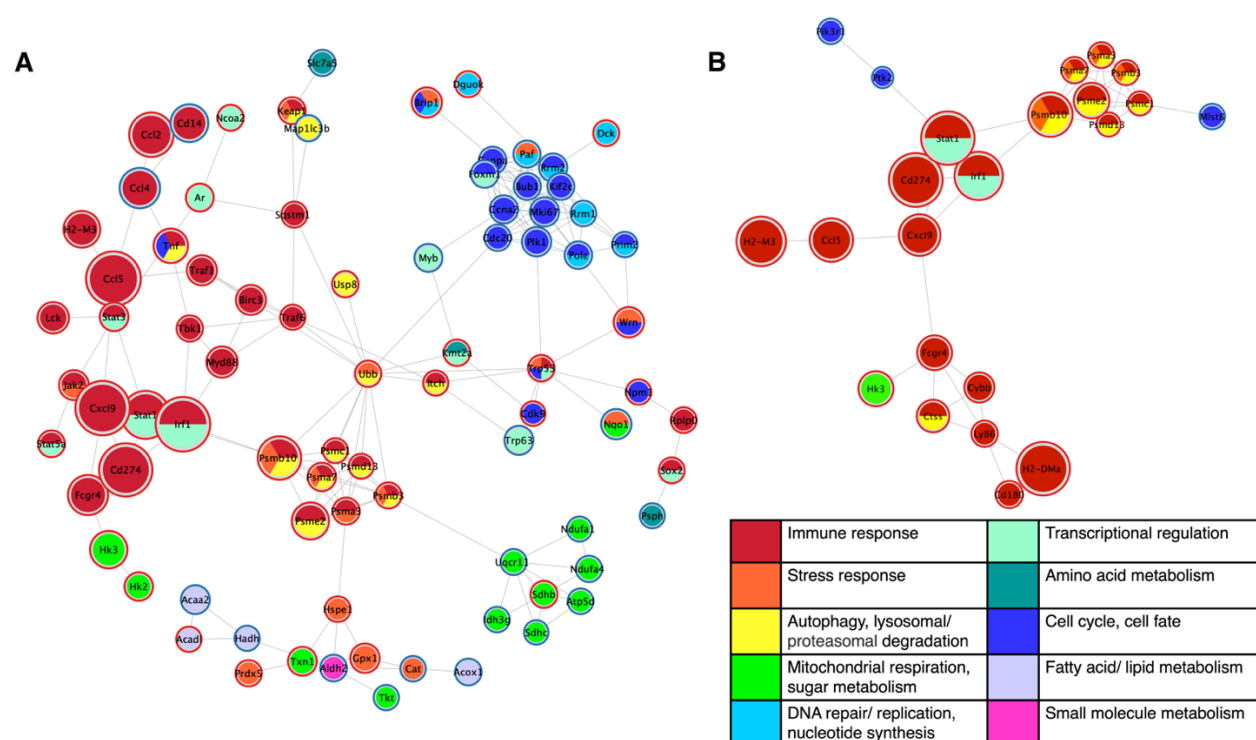 A
B
Slc7a5
Keap1
Map1lc3b
Ncoa2
Cd14
Ccl2
Ccl4
Ar
H2-M3
Tnf
Sqstm1
Ccl5
Traf1
Birc3
Usp8
Lck
Stat3
Tbk1
Traf6
Myd88
Jak2
Cxcl9
Stat1
Irf1
Stat5a
Cd274
Fcgr4
Hk3
Hk2
Ubb
Itch
Kmt2a
Myb
Trp53
Cdk9
Trp63
Nqo1
Npm1
Rplp0
Sox2
Psph
Wrn
Dguok
Brip1
Dck
Paf
Rrm2
Foxm1
Bub1
Kif2c
Ccna2
Mki67
Rrm1
Cdc20
Plk1
Pole
Prim2
Psmb10
Psmc1
Psmd13
Psma7
Psmb3
Psma3
Psme2
Ndufa1
Uqcr11
Ndufa4
Sdhb
Atp5d
Idh3g
Sdhc
Hspe1
Acaa2
Acadl
Hadh
Prdx5
Txn1
Aldh2
Gpx1
Cat
Acox1
Tkt
Pik3r1
Ptk2
Psma3
Psma7
Psmb3
Psme2
Psmc1
Psmb10
Psmd13
Mlst8
Stat1
Cd274
Irf1
H2-M3
Ccl5
Cxcl9
Fcgr4
Hk3
Cybb
Ctss
Ly86
H2-DMa
Cd180
Immune response
Transcriptional regulation
Stress response
Amino acid metabolism
Autophagy, lysosomal/
proteasomal degradation
Cell cycle, cell fate
Mitochondrial respiration,
sugar metabolism
Fatty acid/ lipid metabolism
DNA repair/ replication,
nucleotide synthesis
Small molecule metabolism